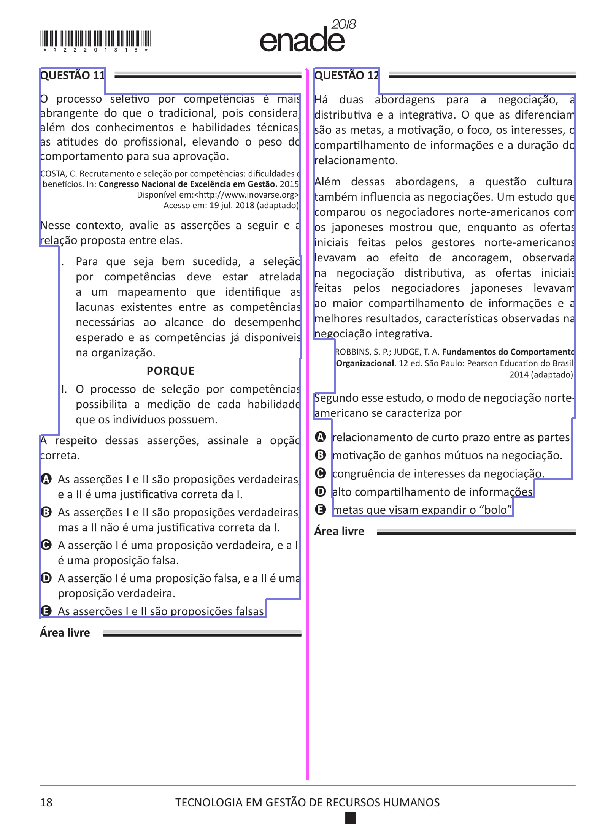 *R1220181 8*
enade 2018
QUESTÃO 11
O processo seletivo por competências é mais
abrangente do que o tradicional, pois considera
além dos conhecimentos e habilidades técnicas,
as atitudes do profissional, elevando o peso do
comportamento para sua aprovação.
COSTA, C. Recrutamento e seleção por competências: dificuldades e
benefícios. In: Congresso Nacional de Excelência em Gestão. 2015
Disponível em:<http://www.inovarse.org>
Acesso em: 19 jul. 2018 (adaptado)
Nesse contexto, avalie as asserções a seguir e a
relação proposta entre elas.
I. Para que seja bem sucedida, a seleção
por competências deve estar atrelada
a um mapeamento que identifique as
lacunas existentes entre as competências
necessárias ao alcance do desempenho
esperado e as competências já disponíveis
na organização.
PORQUE
II. O processo de seleção por competências
possibilita a medição de cada habilidade
que os indivíduos possuem.
A respeito dessas asserções, assinale a opção
correta.
A As asserções I e II são proposições verdadeiras
e a II é uma justificativa correta da I.
B As asserções I e II são proposições verdadeiras
mas a II não é uma justificativa correta da I.
C A asserção I é uma proposição verdadeira, e a II
é uma proposição falsa.
D A asserção I é uma proposição falsa, e a II é uma
proposição verdadeira.
E As asserções I e II são proposições falsas
Área livre
QUESTÃO 12
Há duas abordagens para a negociação, a
distributiva e a integrativa. O que as diferenciam
são as metas, a motivação, o foco, os interesses, o
compartilhamento de informações e a duração do
relacionamento.
Além dessas abordagens, a questão cultural
também influencia as negociações. Um estudo que
comparou os negociadores norte-americanos com
os japoneses mostrou que, enquanto as ofertas
iniciais feitas pelos gestores norte-americanos
levavam ao efeito de ancoragem, observada
na negociação distributiva, as ofertas iniciais
feitas pelos negociadores japoneses levavam
ao maior compartilhamento de informações e a
melhores resultados, características observadas na
negociação integrativa.
ROBBINS, S. P.; JUDGE, T. A. Fundamentos do Comportamento
Organizacional. 12 ed. São Paulo: Pearson Education do Brasil
2014 (adaptado)
Segundo esse estudo, o modo de negociação norte-
americano se caracteriza por
A relacionamento de curto prazo entre as partes
B motivação de ganhos mútuos na negociação.
C congruência de interesses da negociação.
D alto compartilhamento de informações
E metas que visam expandir o “bolo”
Área livre
18
TECNOLOGIA EM GESTÃO DE RECURSOS HUMANOS